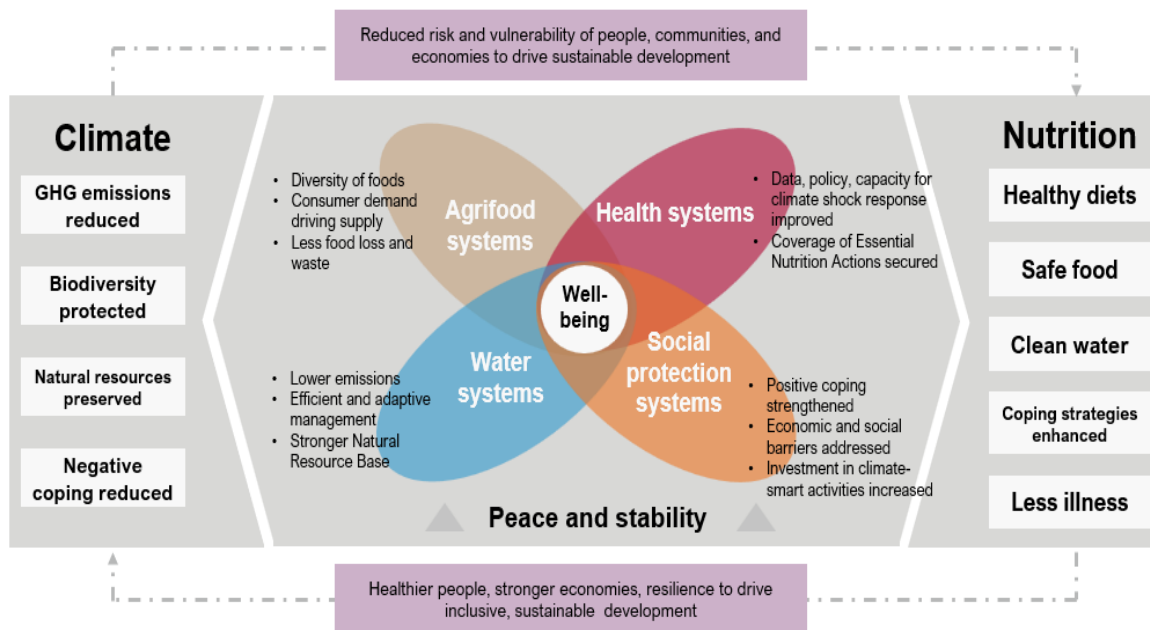 Reduced risk and vulnerability of people, communities, and
economies to drive sustainable development
Climate
GHG emissions
reduced
Biodiversity
protected
Natural resources
preserved
Negative
coping reduced
• Diversity of foods
• Consumer demand
driving supply
• Less food loss and
waste
Agrifood
systems
Health systems
• Data, policy, capacity for
climate shock response
improved
• Coverage of Essential
Nutrition Actions secured
Well-
being
• Lower emissions
• Efficient and adaptive
management
• Stronger Natural
Resource Base
Water
systems
Social
protection
systems
• Positive coping
strengthened
• Economic and social
barriers addressed
• Investment in climate-
smart activities increased
Peace and stability
Nutrition
Healthy diets
Safe food
Clean water
Coping strategies
enhanced
Less illness
Healthier people, stronger economies, resilience to drive
inclusive, sustainable development